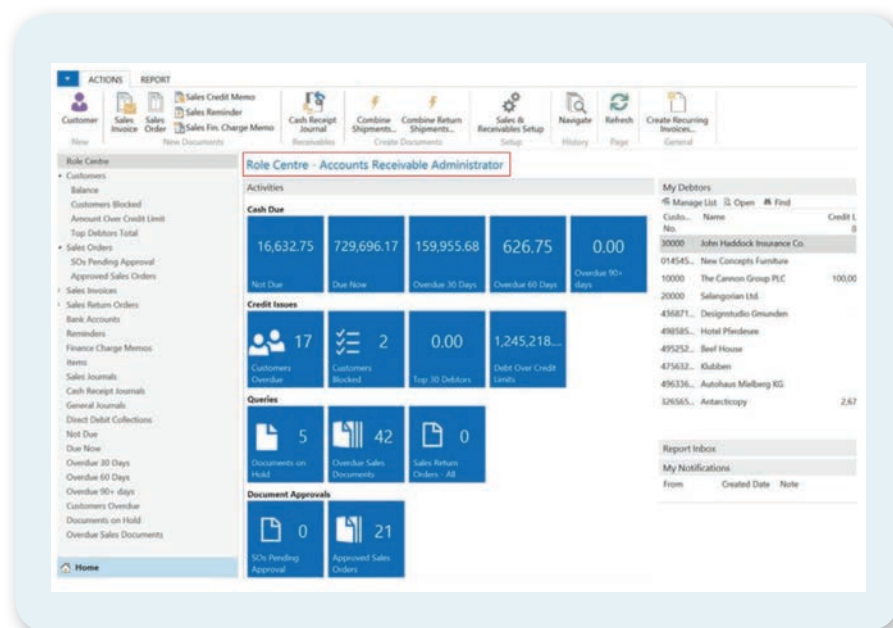 ACTIONS REPORT
Customer
Sales Invoice
Sales Order
Sales Credit Memo
Sales Reminder
Sales Fin. Charge Memo
Cash Receipt Journal
Combine Shipments...
Combine Return Shipments...
Sales & Receivables Setup
Navigate
Refresh
Create Recurring Invoices...
New
New Documents
Receivables
Create Documents
Setup
History
Page
General
Role Centre
Customers
Balance
Customers Blocked
Amount Over Credit Limit
Top Debtors Total
Sales Orders
SOs Pending Approval
Approved Sales Orders
Sales Invoices
Sales Return Orders
Bank Accounts
Reminders
Finance Charge Memos
Items
Sales Journals
Cash Receipt Journals
General Journals
Direct Debit Collections
Not Due
Due Now
Overdue 30 Days
Overdue 60 Days
Overdue 90+ days
Customers Overdue
Documents on Hold
Overdue Sales Documents
Home
Role Centre - Accounts Receivable Administrator
Activities
Cash Due
16,632.75
Not Due
729,696.17
Due Now
159,955.68
Overdue 30 Days
626.75
Overdue 60 Days
0.00
Overdue 90+
days
Credit Issues
17
Customers
Overdue
2
Customers
Blocked
0.00
Top 10 Debtors
1,245,218...
Debt Over Credit
Limits
Queries
5
Documents on
Hold
42
Overdue Sales
Documents
0
Sales Return
Orders - All
Document Approvals
0
SOs Pending
Approval
21
Approved Sales
Orders
My Debtors
Manage List Open Find
Custo... No. Name Credit L
30000 John Haddock Insurance Co.
014545... New Concepts Furniture
10000 The Cannon Group PLC 100,00
20000 Selangorian Ltd.
436871... Designstudio Gmunden
498585... Hotel Pferdesee
495252... Beef House
475632... Klubben
496336... Autohaus Mielberg KG
326565... Antarcticopy 2,67
Report Inbox
My Notifications
From Created Date Note